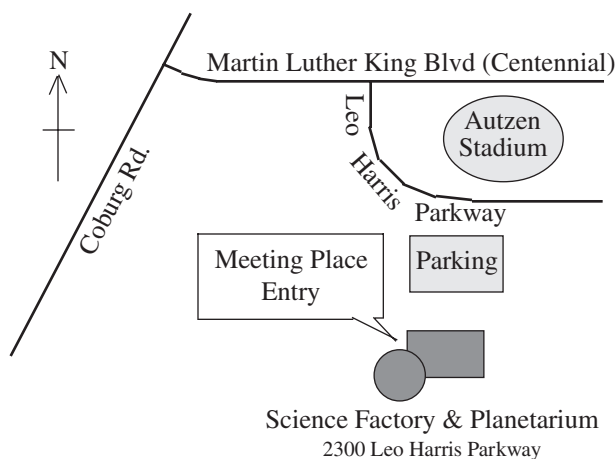 N
Martin Luther King Blvd (Centennial)
Leo
Harris
Parkway
Autzen
Stadium
Coburg Rd.
Meeting Place
Entry
Parking
Science Factory & Planetarium
2300 Leo Harris Parkway